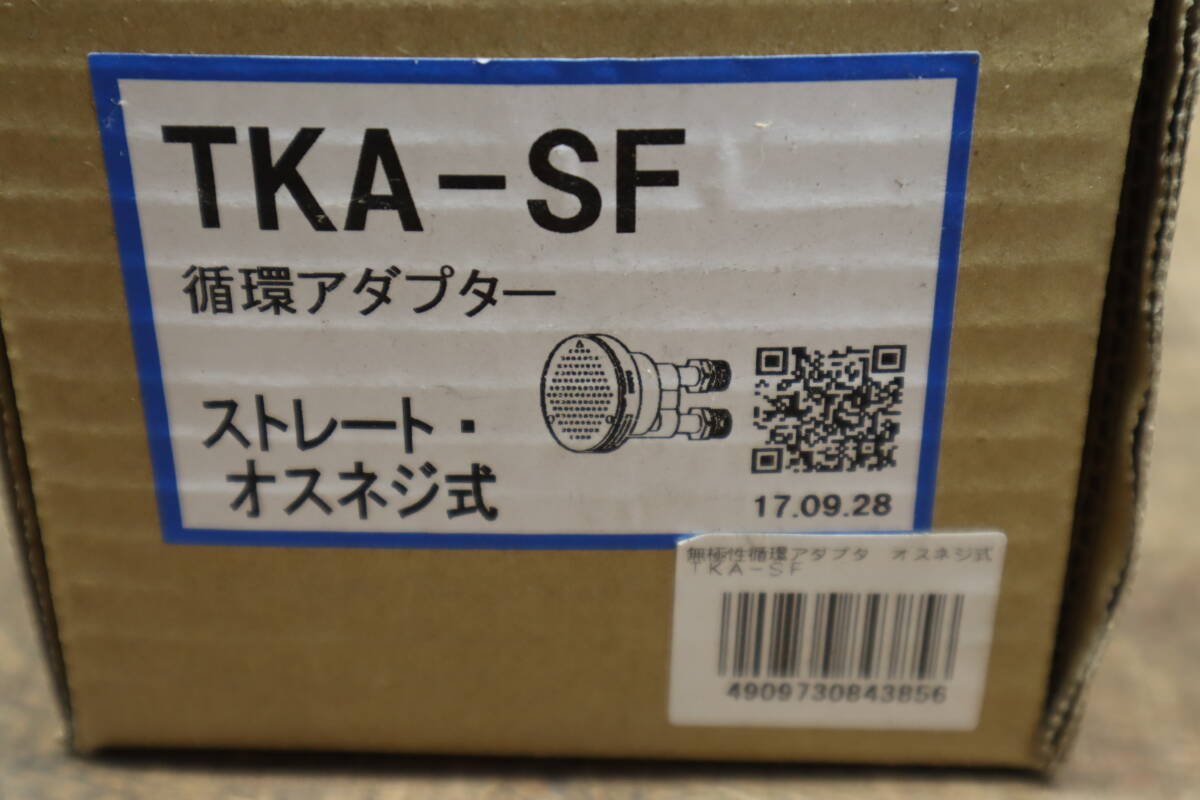 TKA-SF
循環アダプター
ストレート・
オスネジ式
17.09.28
無極性循環アダプタ　オスネジ式
TKA-SF
4909730843856